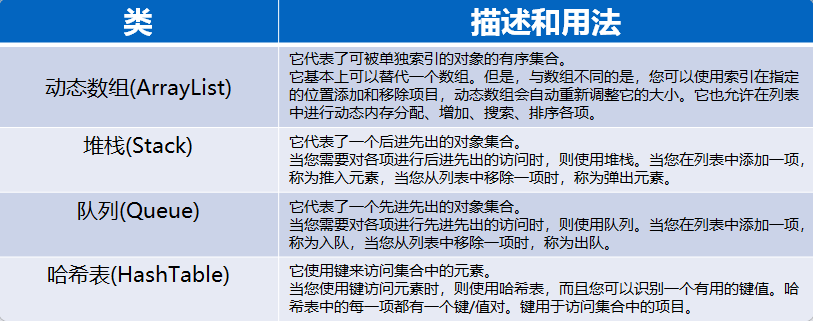 类
描述和用法
动态数组(ArrayList)
它代表了可被单独索引的对象的有序集合。
它基本上可以替代一个数组。但是，与数组不同的是，您可以使用索引在指定
的位置添加和移除项目，动态数组会自动重新调整它的大小。它也允许在列表
中进行动态内存分配、增加、搜索、排序各项。
堆栈(Stack)
它代表了一个后进先出的对象集合。
当您需要对各项进行后进先出的访问时，则使用堆栈。当您在列表中添加一项，
称为推入元素，当您从列表中移除一项时，称为弹出元素。
队列(Queue)
它代表了一个先进先出的对象集合。
当您需要对各项进行先进先出的访问时，则使用队列。当您在列表中添加一项，
称为入队，当您从列表中移除一项时，称为出队。
哈希表(HashTable)
它使用键来访问集合中的元素。
当您使用键访问元素时，则使用哈希表，而且您可以识别一个有用的键值。哈
希表中的每一项都有一个键/值对。键用于访问集合中的项目。